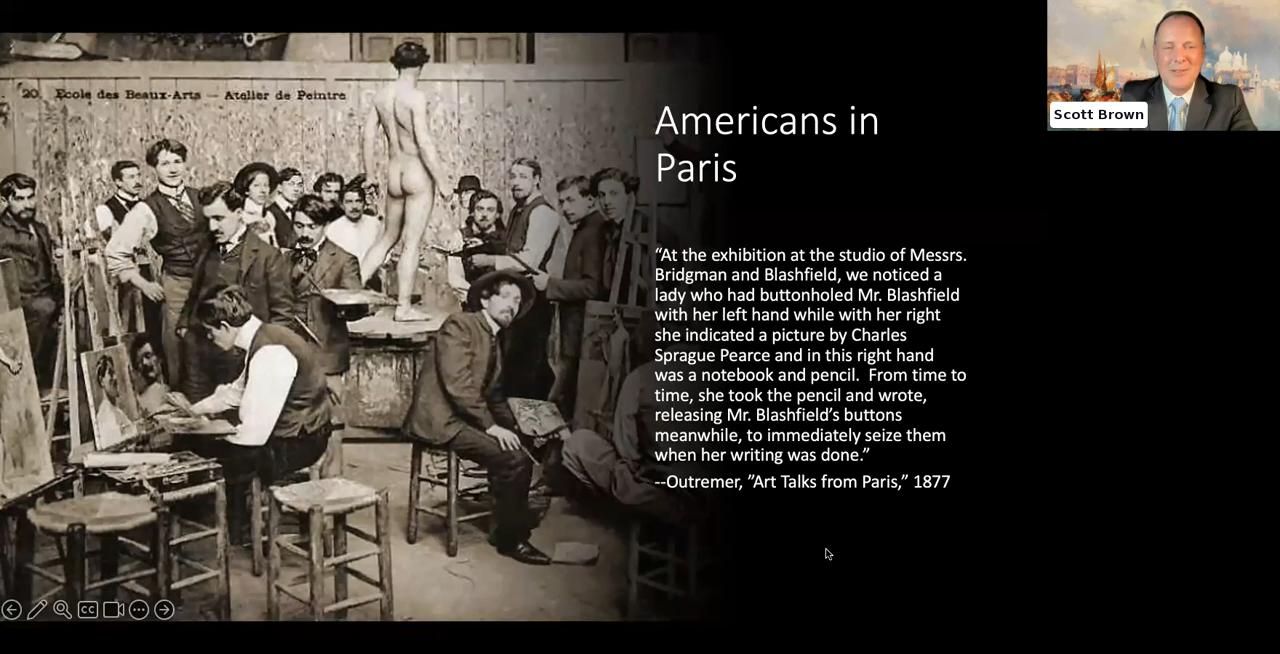 20. Ecole des Beaux-Arts — Atelier de Peintre
Americans in
Paris
“At the exhibition at the studio of Messrs.
Bridgman and Blashfield, we noticed a
lady who had buttonholed Mr. Blashfield
with her left hand while with her right
she indicated a picture by Charles
Sprague Pearce and in this right hand
was a notebook and pencil.  From time to
time, she took the pencil and wrote,
releasing Mr. Blashfield’s buttons
meanwhile, to immediately seize them
when her writing was done.”
--Outremer, ”Art Talks from Paris,” 1877
Scott Brown
CC